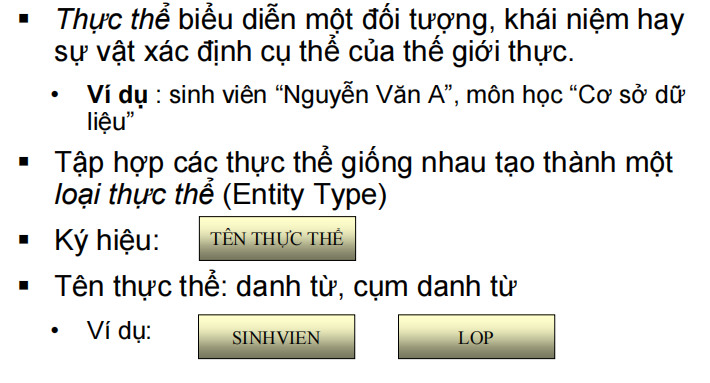 ▪ Thực thể biểu diễn một đối tượng, khái niệm hay
sự vật xác định cụ thể của thế giới thực.
• Ví dụ : sinh viên “Nguyễn Văn A”, môn học “Cơ sở dữ
liệu”
▪ Tập hợp các thực thể giống nhau tạo thành một
loại thực thể (Entity Type)
▪ Ký hiệu: TÊN THỰC THỂ
▪ Tên thực thể: danh từ, cụm danh từ
• Ví dụ: SINHVIEN LOP